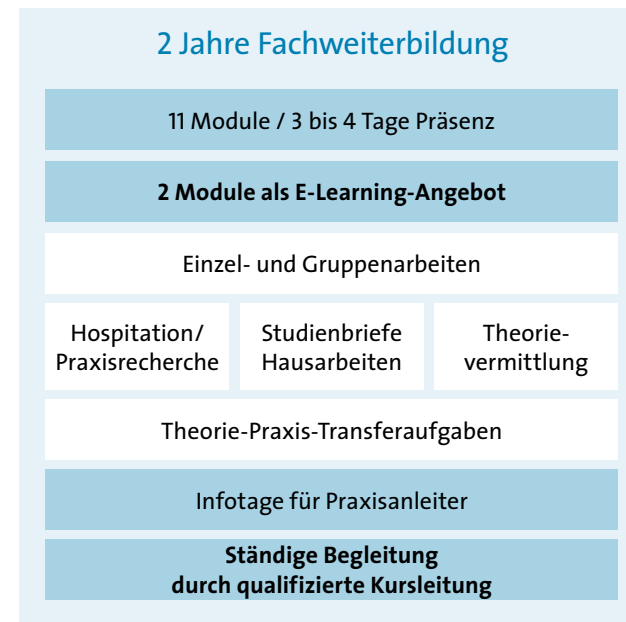 2 Jahre Fachweiterbildung
11 Module / 3 bis 4 Tage Präsenz
2 Module als E-Learning-Angebot
Einzel- und Gruppenarbeiten
Hospitation/
Praxisrecherche
Studienbriefe
Hausarbeiten
Theorie-
vermittlung
Theorie-Praxis-Transferaufgaben
Infotage für Praxisanleiter
Ständige Begleitung
durch qualifizierte Kursleitung